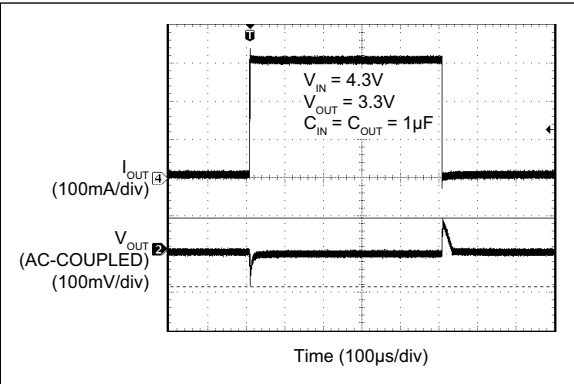 T
V_IN = 4.3V
V_OUT = 3.3V
C_IN = C_OUT = 1µF
I_OUT
(100mA/div)
4
V_OUT
(AC-COUPLED)
(100mV/div)
2
Time (100µs/div)